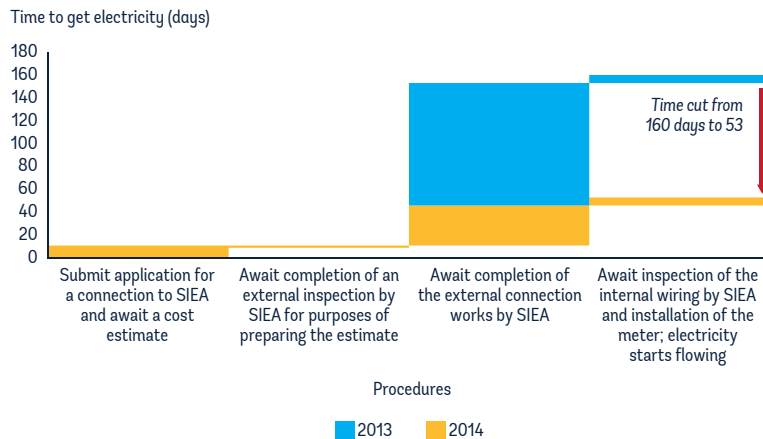 Time to get electricity (days)
180
160
140
120
100
80
60
40
20
0
Time cut from
160 days to 53
Submit application for
a connection to SIEA
and await a cost
estimate
Await completion of an
external inspection by
SIEA for purposes of
preparing the estimate
Await completion of
the external connection
works by SIEA
Await inspection of the
internal wiring by SIEA
and installation of the
meter; electricity
starts flowing
Procedures
2013 2014